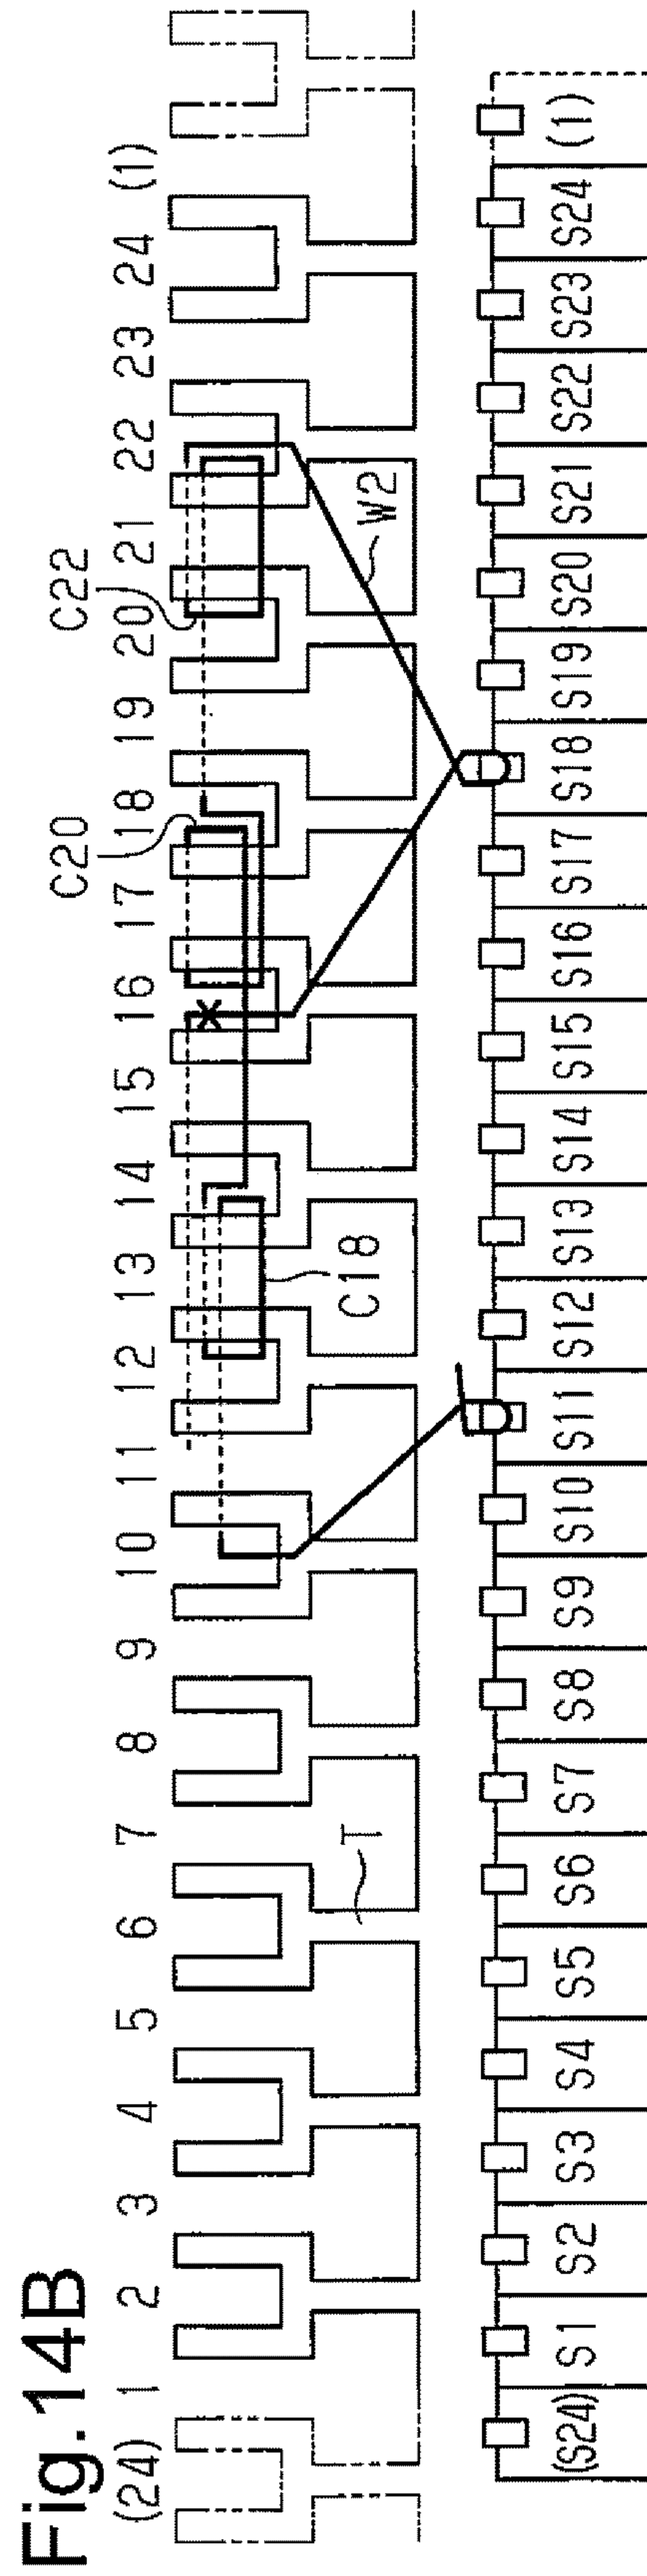 Fig.14B
C20 C22
(24) 1 2 3 4 5 6 7 8 9 10 11 12 13 14 15 16 17 18 19 20 21 22 23 24 (1)
T C18 W2
(S24) S1 S2 S3 S4 S5 S6 S7 S8 S9 S10 S11 S12 S13 S14 S15 S16 S17 S18 S19 S20 S21 S22 S23 S24 (1)